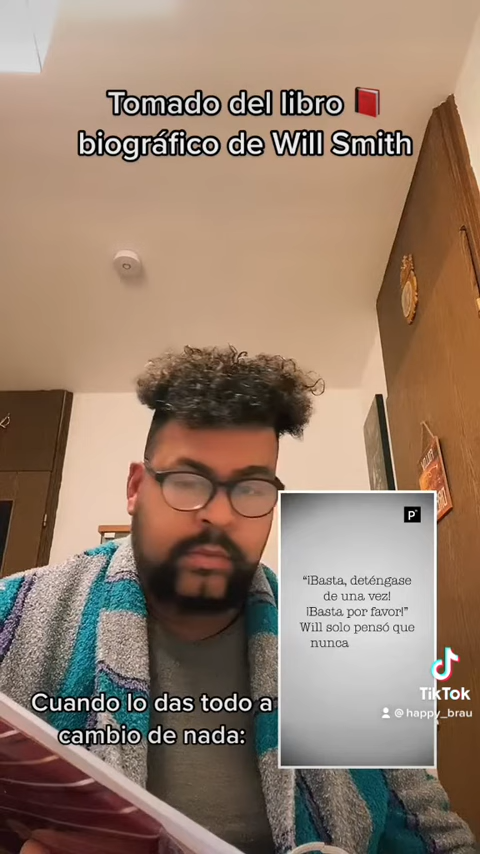 Tomado del libro 📕
biográfico de Will Smith
P
“¡Basta, deténgase
de una vez!
¡Basta por favor!”
Will solo pensó que
nunca
Cuando lo das todo a
cambio de nada:
TikTok
@happy_brau